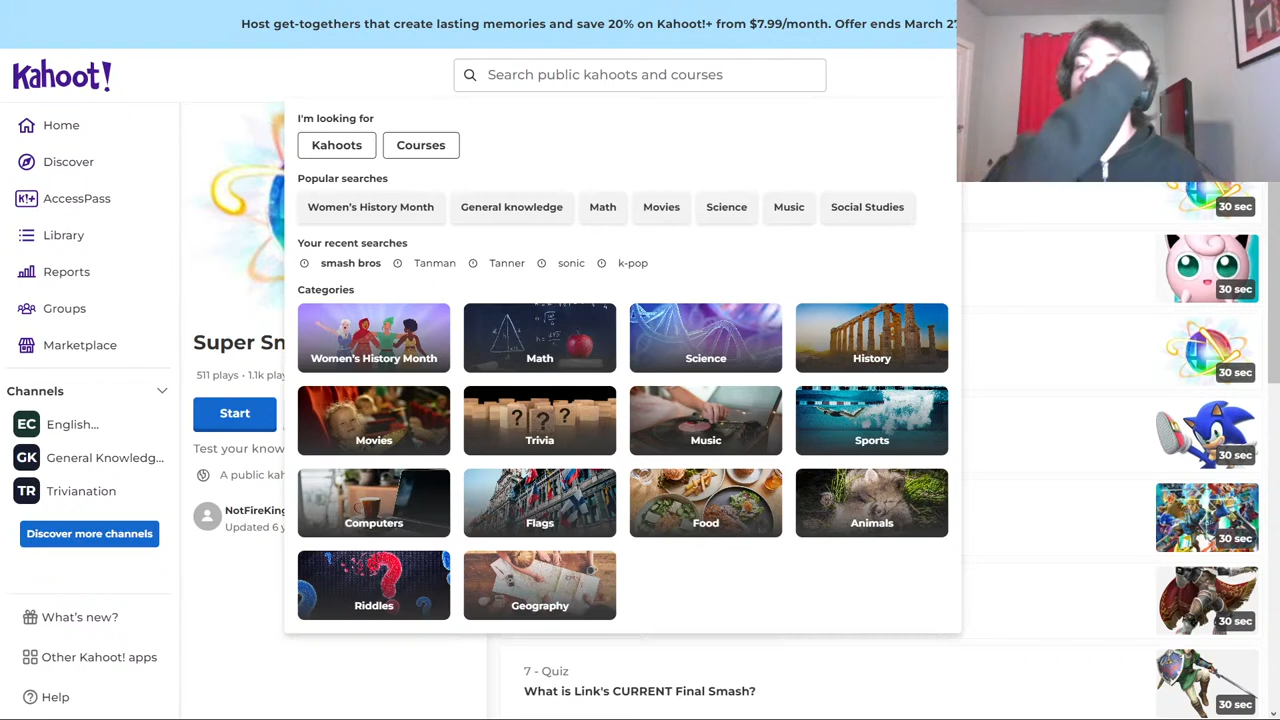 Host get-togethers that create lasting memories and save 20% on Kahoot!+ from $7.99/month. Offer ends March 27
Kahoot!
Search public kahoots and courses
Home
Discover
K!+ AccessPass
Library
Reports
Groups
Marketplace
Channels
EC English...
GK General Knowledg...
TR Trivianation
Discover more channels
What's new?
Other Kahoot! apps
Help
Super Sm
511 plays • 1.1k play
Start
Test your know
A public kah
NotFireKing
Updated 6 y
I'm looking for
Kahoots
Courses
Popular searches
Women's History Month
General knowledge
Math
Movies
Science
Music
Social Studies
Your recent searches
smash bros
Tanman
Tanner
sonic
k-pop
Categories
Women's History Month
Math
Science
History
Movies
Trivia
Music
Sports
Computers
Flags
Food
Animals
Riddles
Geography
30 sec
30 sec
30 sec
30 sec
30 sec
30 sec
7 - Quiz
What is Link's CURRENT Final Smash?
30 sec